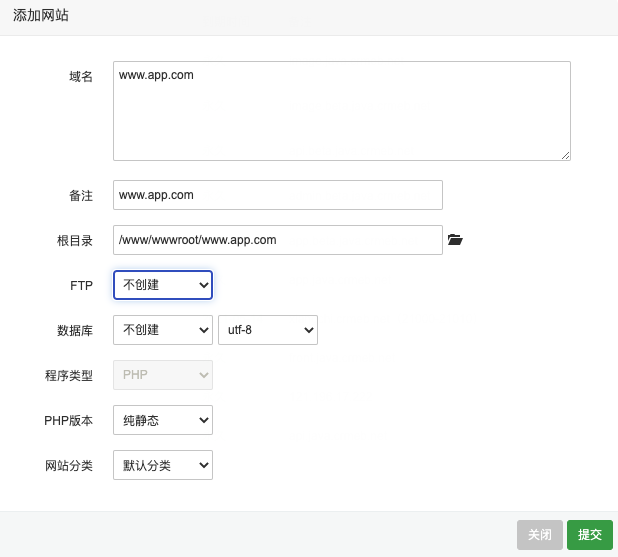 添加网站
域名 www.app.com
备注 www.app.com
根目录 /www/wwwroot/www.app.com
FTP 不创建
数据库 不创建 utf-8
程序类型 PHP
PHP版本 纯静态
网站分类 默认分类
关闭 提交